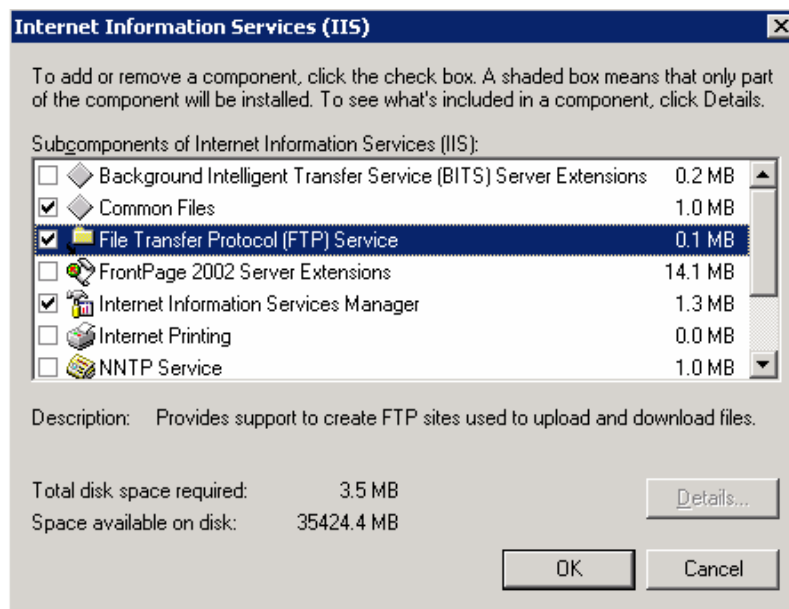 Internet Information Services (IIS)
To add or remove a component, click the check box. A shaded box means that only part
of the component will be installed. To see what's included in a component, click Details.
Subcomponents of Internet Information Services (IIS):
Background Intelligent Transfer Service (BITS) Server Extensions 0.2 MB
Common Files 1.0 MB
File Transfer Protocol (FTP) Service 0.1 MB
FrontPage 2002 Server Extensions 14.1 MB
Internet Information Services Manager 1.3 MB
Internet Printing 0.0 MB
NNTP Service 1.0 MB
Description: Provides support to create FTP sites used to upload and download files.
Total disk space required: 3.5 MB
Space available on disk: 35424.4 MB
Details...
OK Cancel